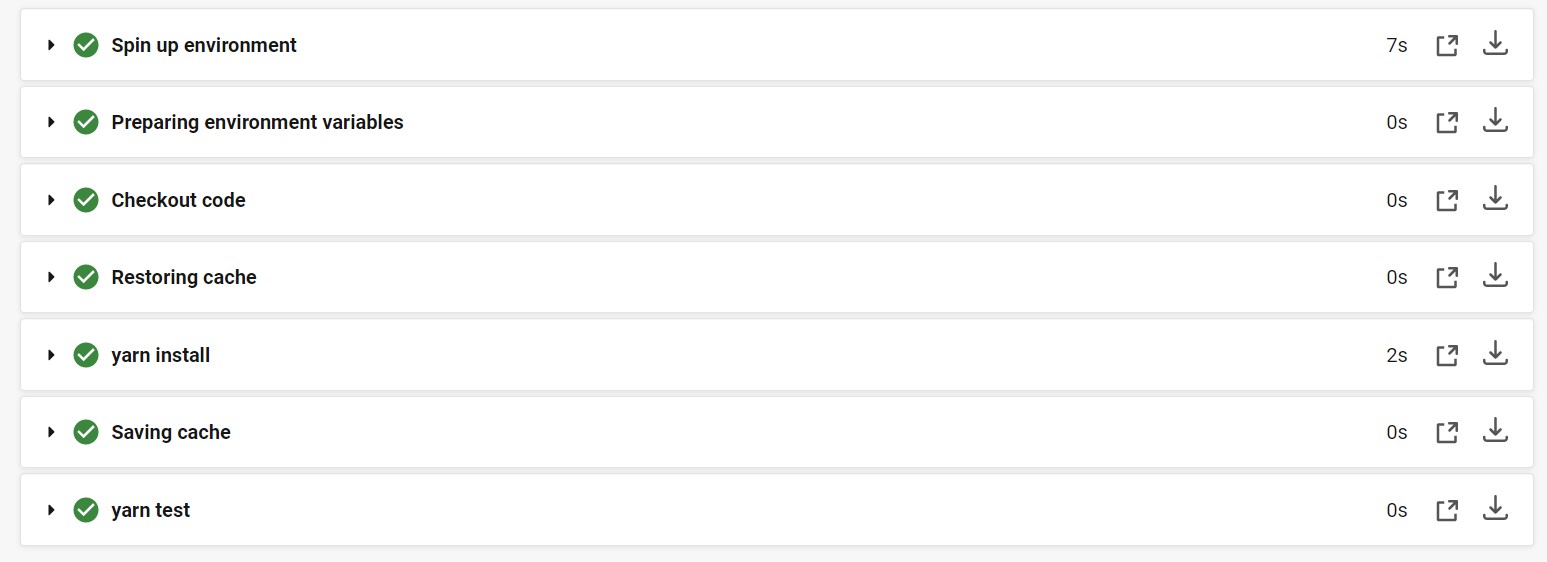 Spin up environment 7s
Preparing environment variables 0s
Checkout code 0s
Restoring cache 0s
yarn install 2s
Saving cache 0s
yarn test 0s